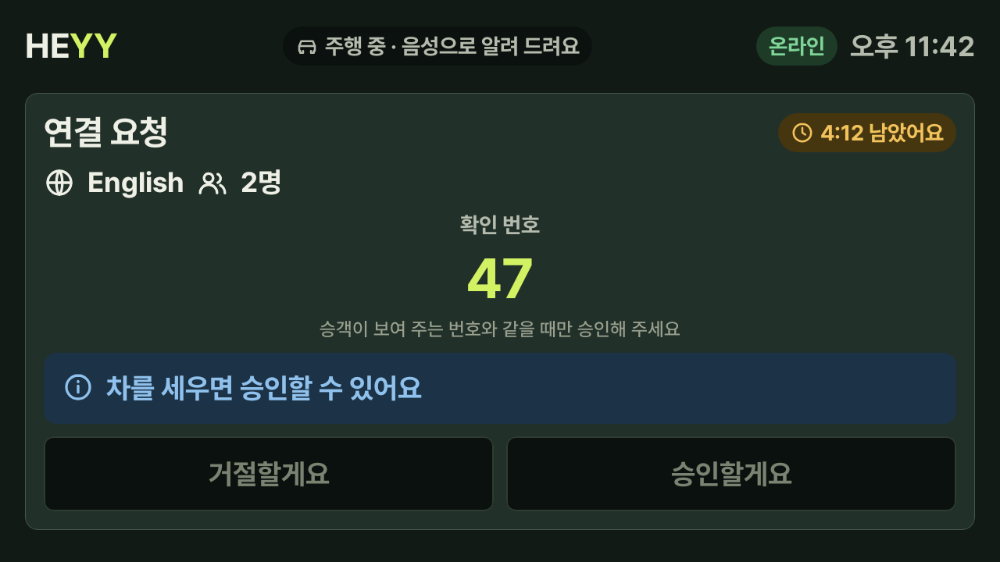 HEYY
주행 중 · 음성으로 알려 드려요
온라인
오후 11:42
연결 요청
4:12 남았어요
English 2명
확인 번호
47
승객이 보여 주는 번호와 같을 때만 승인해 주세요
차를 세우면 승인할 수 있어요
거절할게요
승인할게요